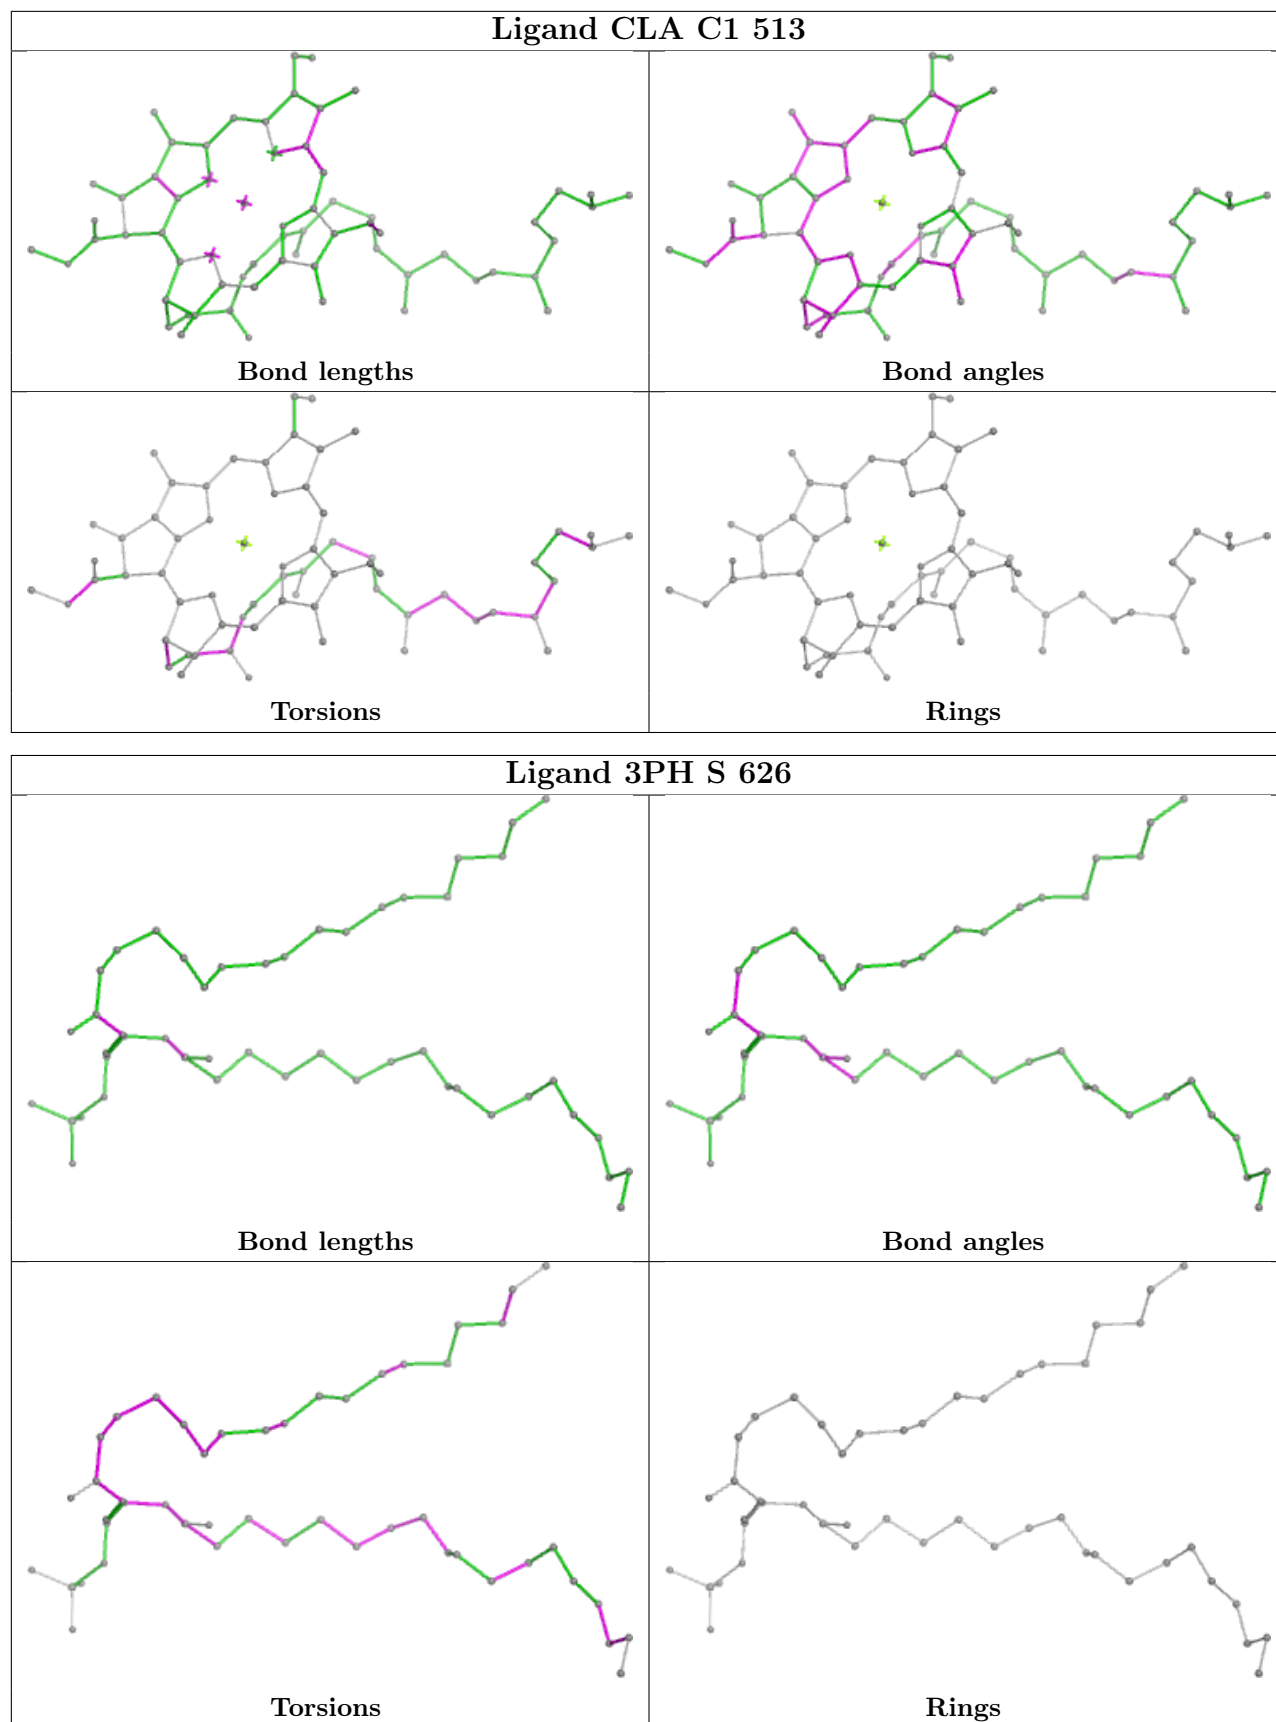 Ligand CLA C1 513
Bond lengths
Bond angles
Torsions
Rings
Ligand 3PH S 626
Bond lengths
Bond angles
Torsions
Rings